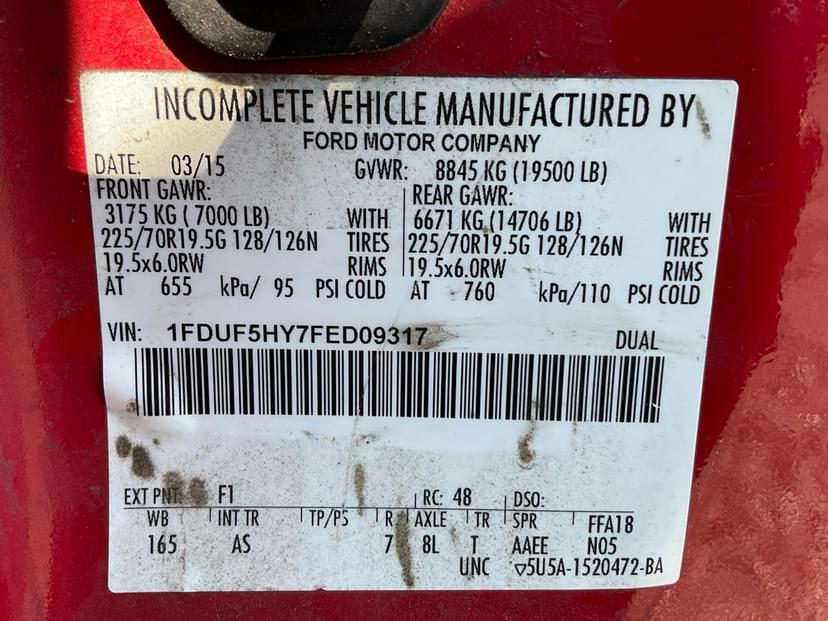 INCOMPLETE VEHICLE MANUFACTURED BY
FORD MOTOR COMPANY
DATE: 03/15 GVWR: 8845 KG (19500 LB)
FRONT GAWR: REAR GAWR:
3175 KG ( 7000 LB) WITH 6671 KG (14706 LB) WITH
225/70R19.5G 128/126N TIRES 225/70R19.5G 128/126N TIRES
19.5x6.0RW RIMS 19.5x6.0RW RIMS
AT 655 kPa/ 95 PSI COLD AT 760 kPa/110 PSI COLD
VIN: 1FDUF5HY7FED09317 DUAL
EXT PNT: F1 RC: 48 DSO:
WB INT TR TP/PS R AXLE TR SPR FFA18
165 AS 7 8L T AAEE N05
UNC ▽5U5A-1520472-BA